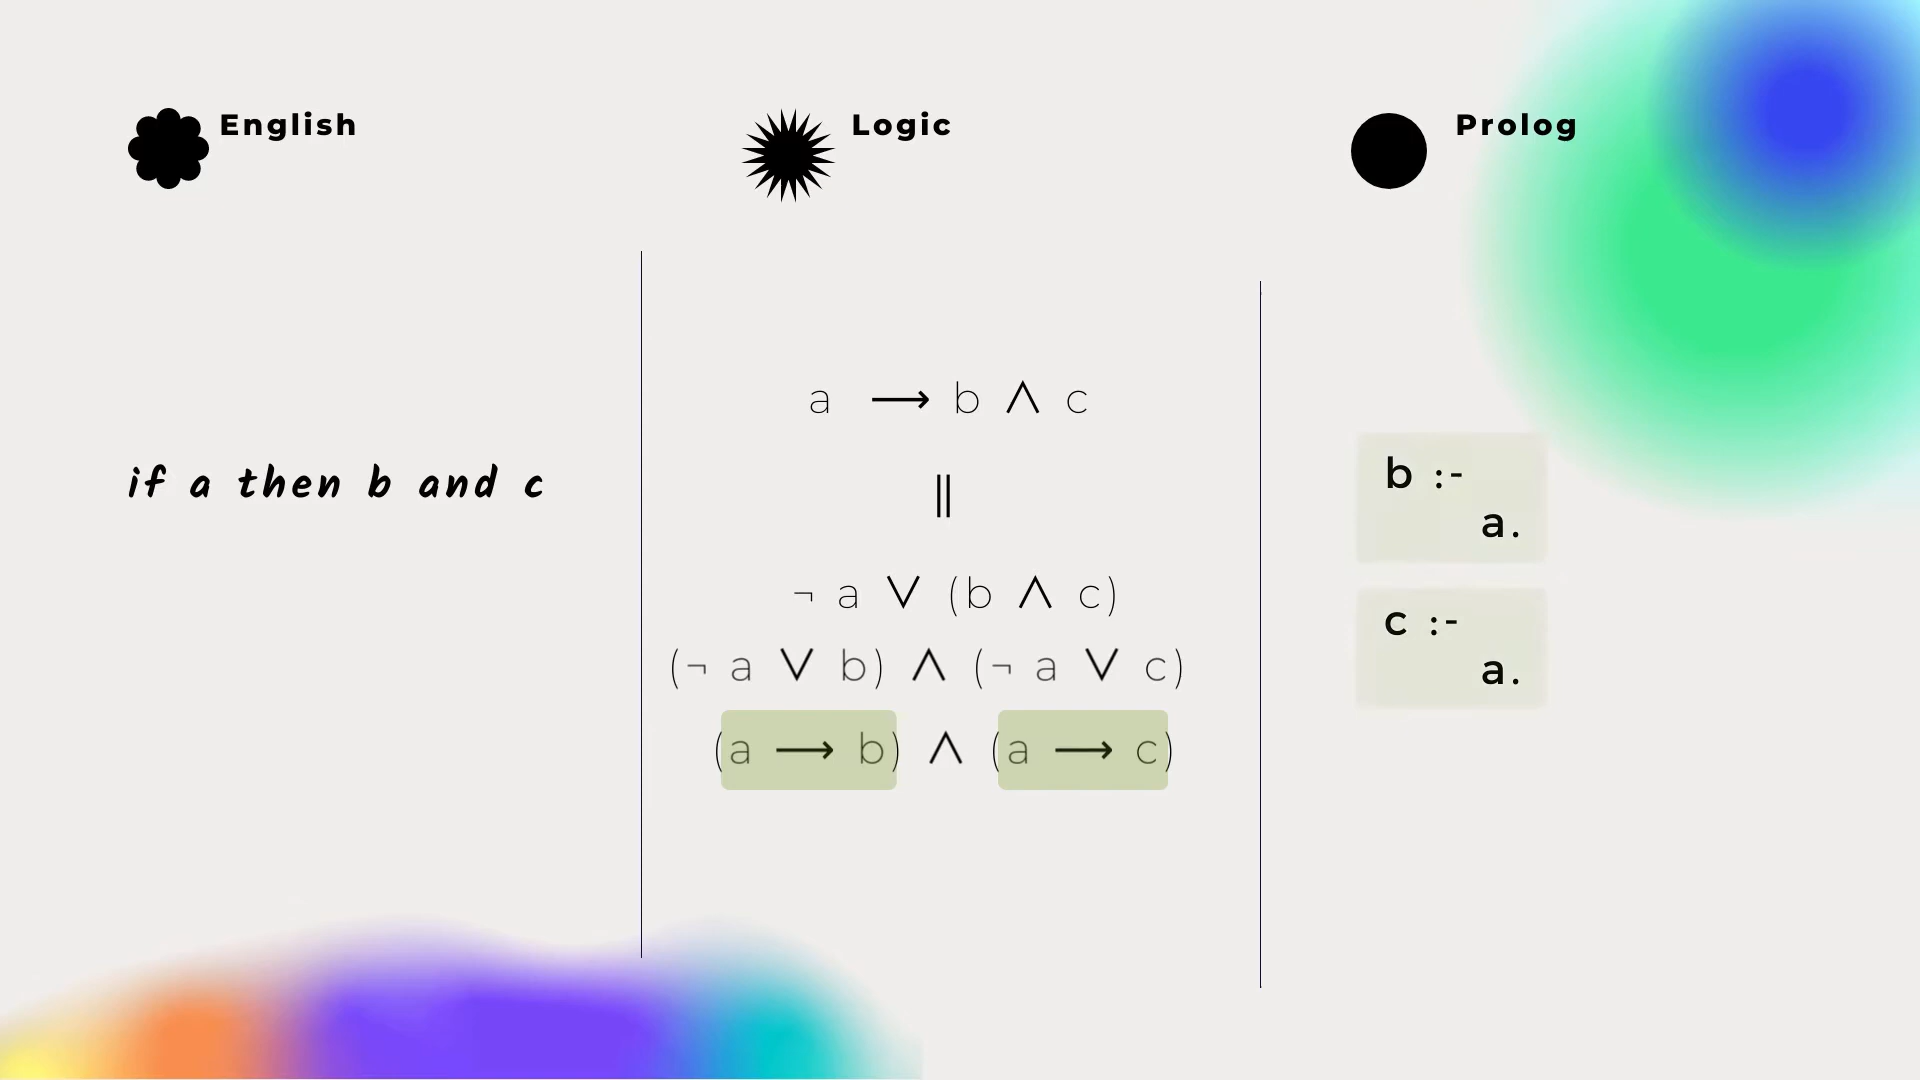 English
if a then b and c
Logic
a ⟶ b ∧ c
||
¬ a ∨ (b ∧ c)
(¬ a ∨ b) ∧ (¬ a ∨ c)
(a ⟶ b) ∧ (a ⟶ c)
Prolog
b :-
a.
c :-
a.